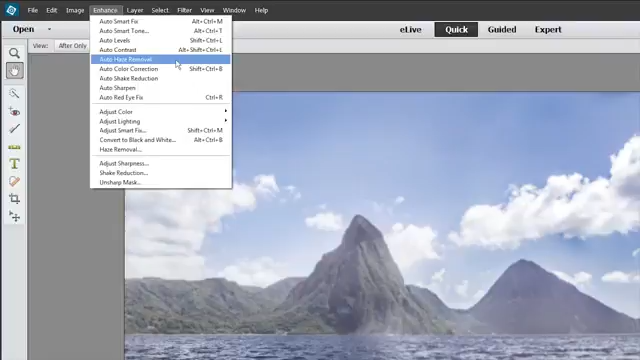 File Edit Image Enhance Layer Select Filter View Window Help
Open eLive Quick Guided Expert
View: After Only
Auto Smart Fix Alt+Ctrl+M
Auto Smart Tone... Alt+Ctrl+T
Auto Levels Shift+Ctrl+L
Auto Contrast Alt+Shift+Ctrl+L
Auto Haze Removal
Auto Color Correction Shift+Ctrl+B
Auto Shake Reduction
Auto Sharpen
Auto Red Eye Fix Ctrl+R
Adjust Color
Adjust Lighting
Adjust Smart Fix... Shift+Ctrl+M
Convert to Black and White... Alt+Ctrl+B
Haze Removal...
Adjust Sharpness...
Shake Reduction...
Unsharp Mask...